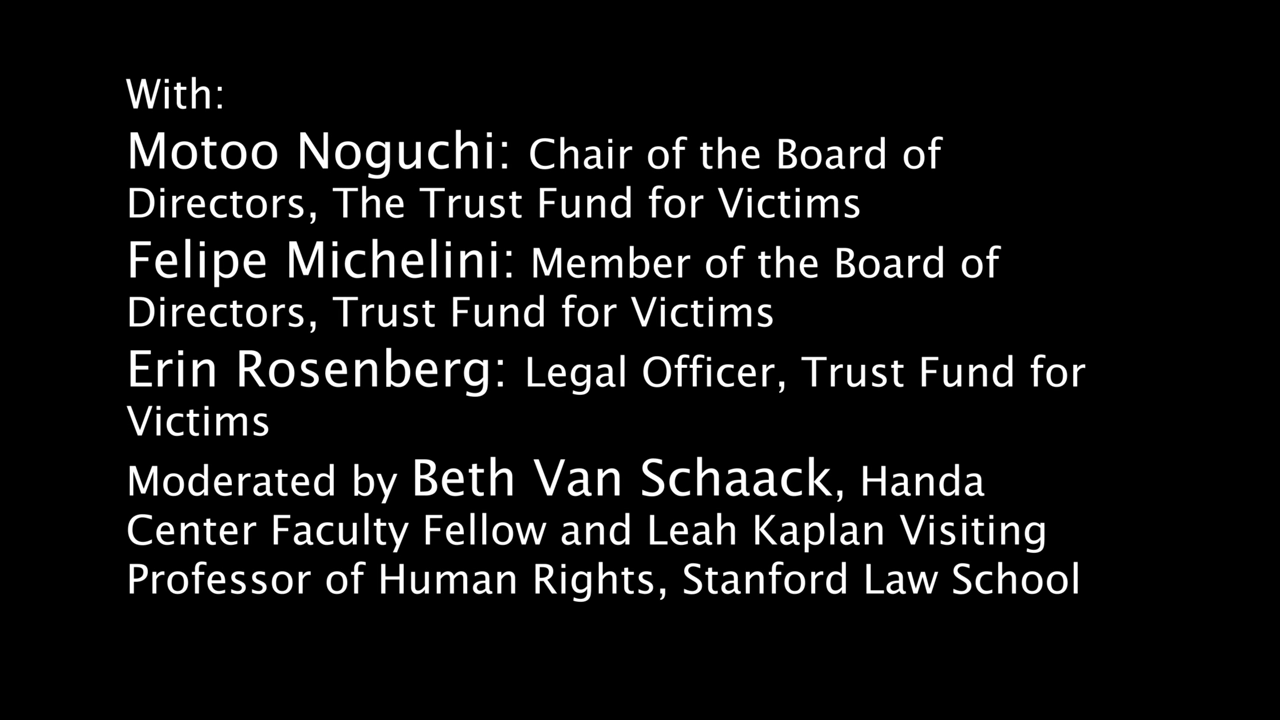 With:
Motoo Noguchi: Chair of the Board of
Directors, The Trust Fund for Victims
Felipe Michelini: Member of the Board of
Directors, Trust Fund for Victims
Erin Rosenberg: Legal Officer, Trust Fund for
Victims
Moderated by Beth Van Schaack, Handa
Center Faculty Fellow and Leah Kaplan Visiting
Professor of Human Rights, Stanford Law School